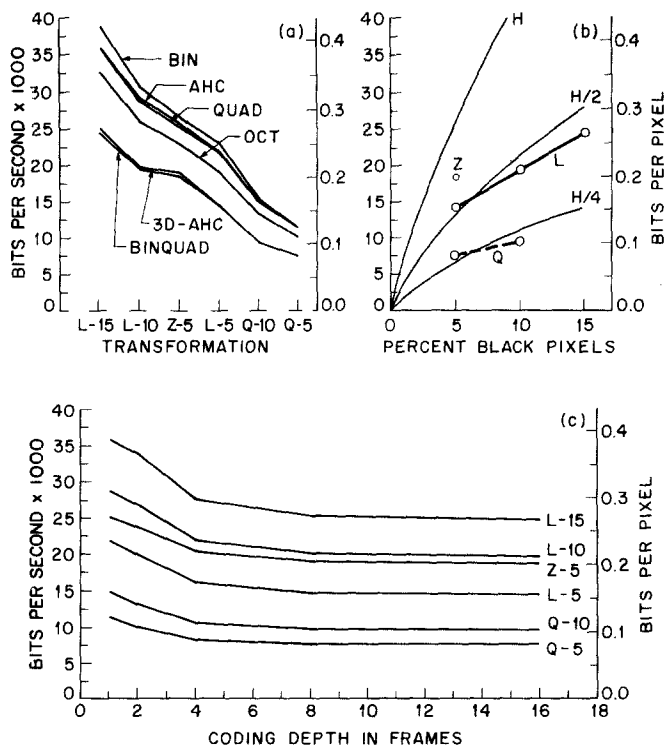 (a)
BITS PER SECOND x 1000
40
35
30
25
20
15
10
5
0
BIN
AHC
QUAD
OCT
3D-AHC
BINQUAD
0.4
0.3
0.2
0.1
0.0
L-15 L-10 Z-5 L-5 Q-10 Q-5
TRANSFORMATION
(b)
40
35
30
25
20
15
10
5
0
H
H/2
Z
L
H/4
Q
0.4
0.3
0.2
0.1
0.0
BITS PER PIXEL
0 5 10 15
PERCENT BLACK PIXELS
(c)
BITS PER SECOND x 1000
40
35
30
25
20
15
10
5
0
L-15
L-10
Z-5
L-5
Q-10
Q-5
0.4
0.3
0.2
0.1
0.0
BITS PER PIXEL
0 2 4 6 8 10 12 14 16 18
CODING DEPTH IN FRAMES